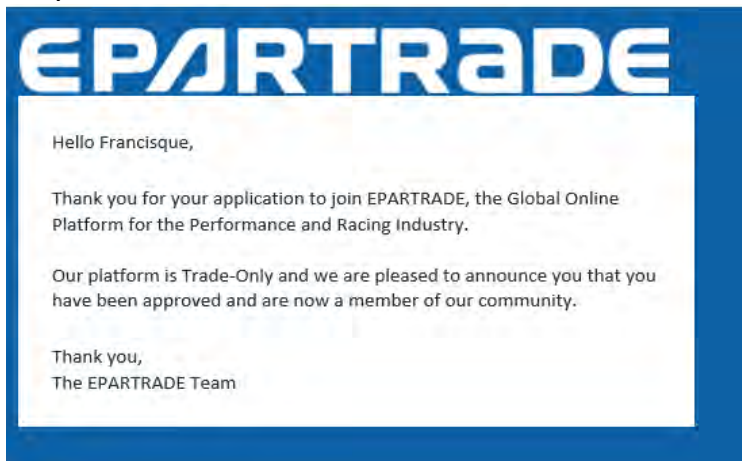 EPARTRADE
Hello Francisque,
Thank you for your application to join EPARTRADE, the Global Online
Platform for the Performance and Racing Industry.
Our platform is Trade-Only and we are pleased to announce you that you
have been approved and are now a member of our community.
Thank you,
The EPARTRADE Team